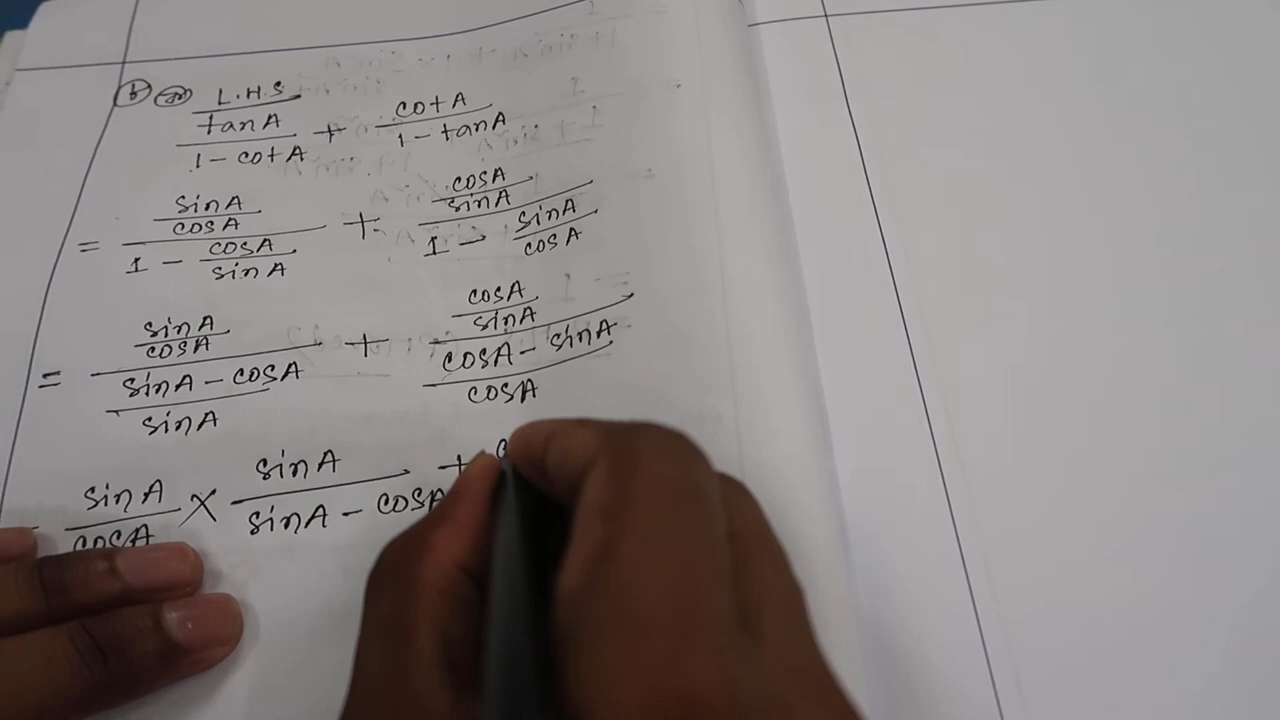 L.H.S
tanA/(1 - cotA) + cotA/(1 - tanA)
= (sinA/cosA)/(1 - cosA/sinA) + (cosA/sinA)/(1 - sinA/cosA)
= (sinA/cosA)/((sinA - cosA)/sinA) + (cosA/sinA)/((cosA - sinA)/cosA)
= sinA/cosA × sinA/(sinA - cosA) +